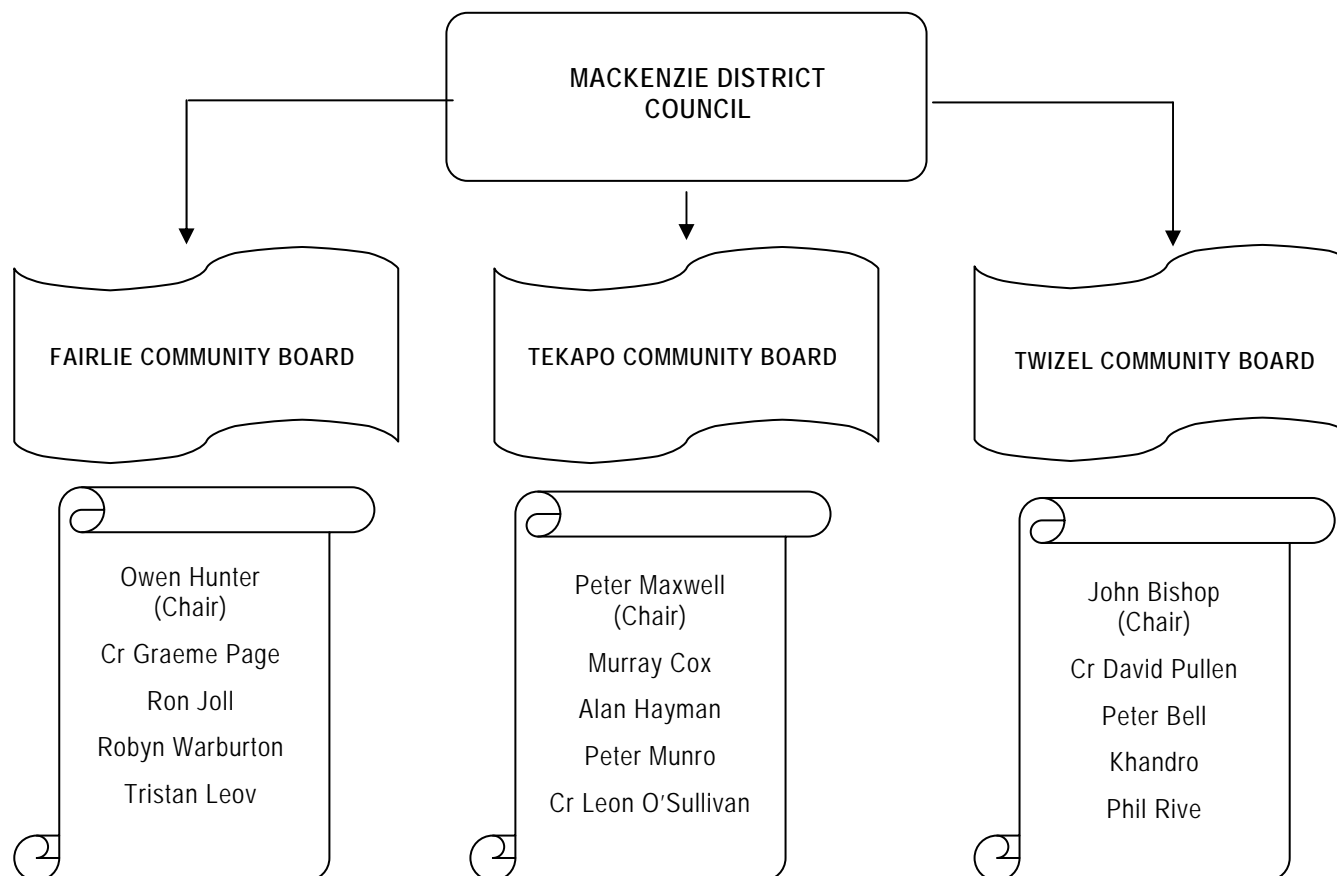 MACKENZIE DISTRICT
COUNCIL
FAIRLIE COMMUNITY BOARD
TEKAPO COMMUNITY BOARD
TWIZEL COMMUNITY BOARD
Owen Hunter
(Chair)
Cr Graeme Page
Ron Joll
Robyn Warburton
Tristan Leov
Peter Maxwell
(Chair)
Murray Cox
Alan Hayman
Peter Munro
Cr Leon O'Sullivan
John Bishop
(Chair)
Cr David Pullen
Peter Bell
Khandro
Phil Rive